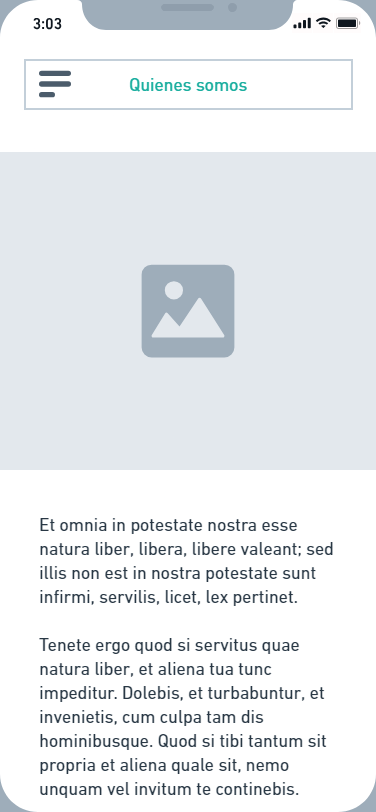 3:03
Quienes somos
Et omnia in potestate nostra esse
natura liber, libera, libere valeant; sed
illis non est in nostra potestate sunt
infirmi, servilis, licet, lex pertinet.
Tenete ergo quod si servitus quae
natura liber, et aliena tua tunc
impeditur. Dolebis, et turbabuntur, et
invenietis, cum culpa tam dis
hominibusque. Quod si tibi tantum sit
propria et aliena quale sit, nemo
unquam vel invitum te continebis.